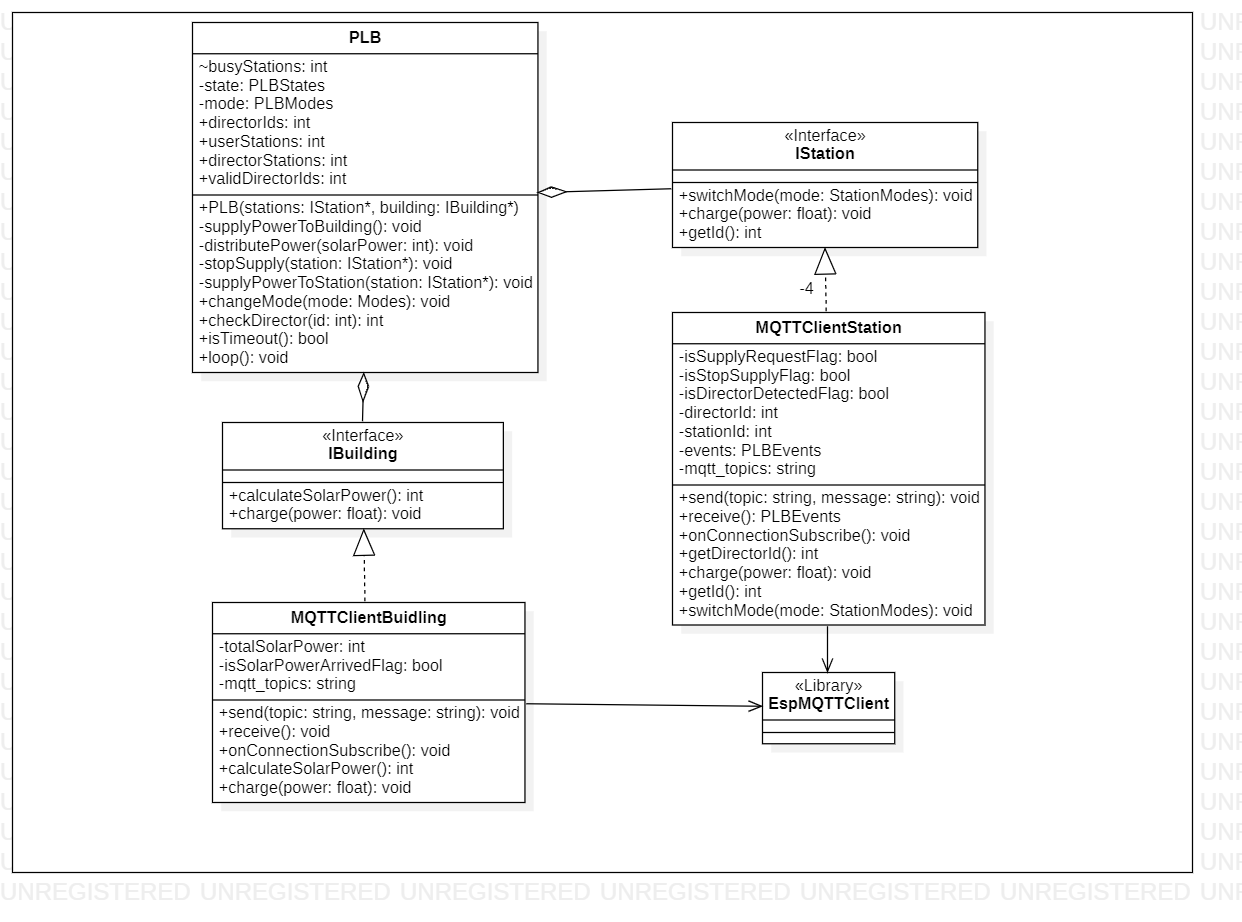 PLB
~busyStations: int
-state: PLBStates
-mode: PLBModes
+directorIds: int
+userStations: int
+directorStations: int
+validDirectorIds: int
+PLB(stations: IStation*, building: IBuilding*)
-supplyPowerToBuilding(): void
-distributePower(solarPower: int): void
-stopSupply(station: IStation*): void
-supplyPowerToStation(station: IStation*): void
+changeMode(mode: Modes): void
+checkDirector(id: int): int
+isTimeout(): bool
+loop(): void
«Interface»
IStation
+switchMode(mode: StationModes): void
+charge(power: float): void
+getId(): int
-4
MQTTClientStation
-isSupplyRequestFlag: bool
-isStopSupplyFlag: bool
-isDirectorDetectedFlag: bool
-directorId: int
-stationId: int
-events: PLBEvents
-mqtt_topics: string
+send(topic: string, message: string): void
+receive(): PLBEvents
+onConnectionSubscribe(): void
+getDirectorId(): int
+charge(power: float): void
+getId(): int
+switchMode(mode: StationModes): void
«Interface»
IBuilding
+calculateSolarPower(): int
+charge(power: float): void
MQTTClientBuidling
-totalSolarPower: int
-isSolarPowerArrivedFlag: bool
-mqtt_topics: string
+send(topic: string, message: string): void
+receive(): void
+onConnectionSubscribe(): void
+calculateSolarPower(): int
+charge(power: float): void
«Library»
EspMQTTClient
UNREGISTERED UNREGISTERED UNREGISTERED UNREGISTERED UNREGISTERED UNREGISTERED UNR